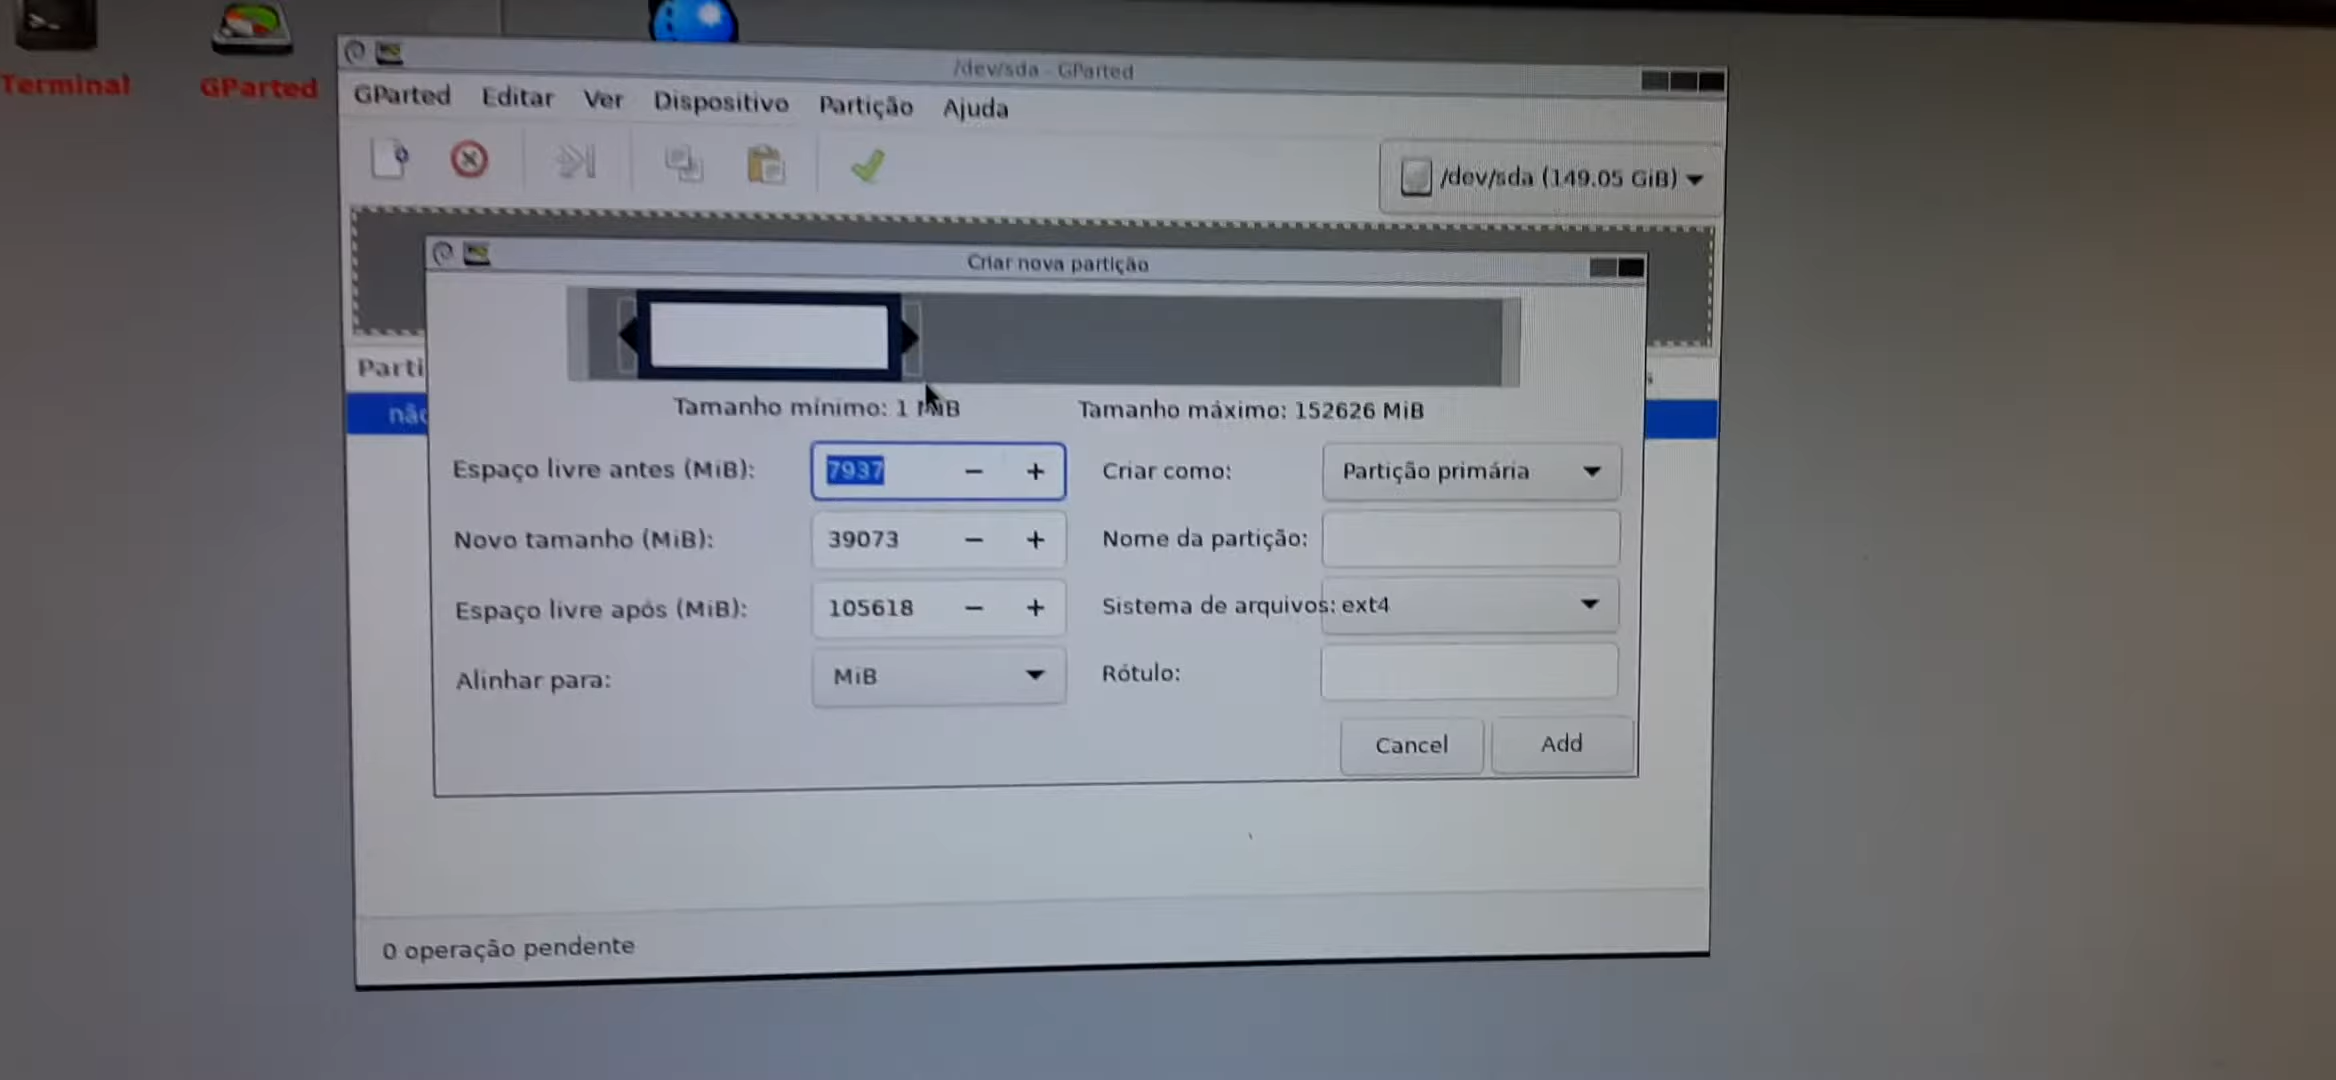 Terminal
GParted
/dev/sda - GParted
GParted Editar Ver Dispositivo Partição Ajuda
/dev/sda (149.05 GiB)
Criar nova partição
Parti
não
Tamanho mínimo: 1 MiB
Tamanho máximo: 152626 MiB
Espaço livre antes (MiB): 7937 − +
Criar como: Partição primária
Novo tamanho (MiB): 39073 − +
Nome da partição:
Espaço livre após (MiB): 105618 − +
Sistema de arquivos: ext4
Alinhar para: MiB
Rótulo:
Cancel Add
0 operação pendente